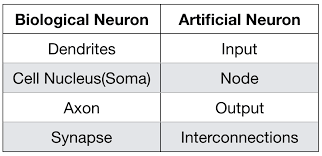 Biological Neuron Artificial Neuron
Dendrites Input
Cell Nucleus(Soma) Node
Axon Output
Synapse Interconnections